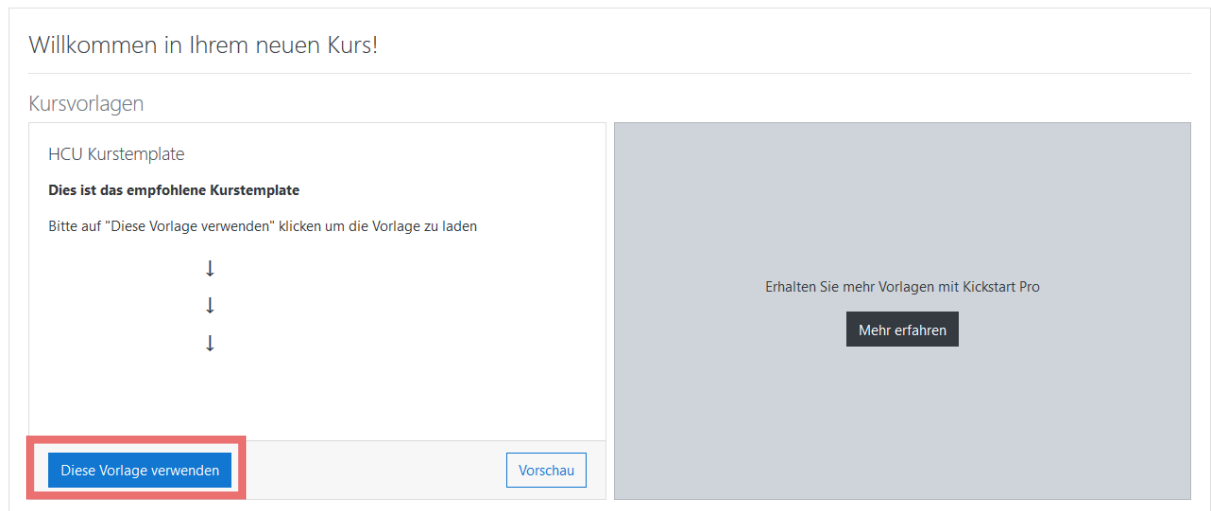 Willkommen in Ihrem neuen Kurs!
Kursvorlagen
HCU Kurstemplate
Dies ist das empfohlene Kurstemplate
Bitte auf "Diese Vorlage verwenden" klicken um die Vorlage zu laden
↓
↓
↓
Diese Vorlage verwenden
Vorschau
Erhalten Sie mehr Vorlagen mit Kickstart Pro
Mehr erfahren